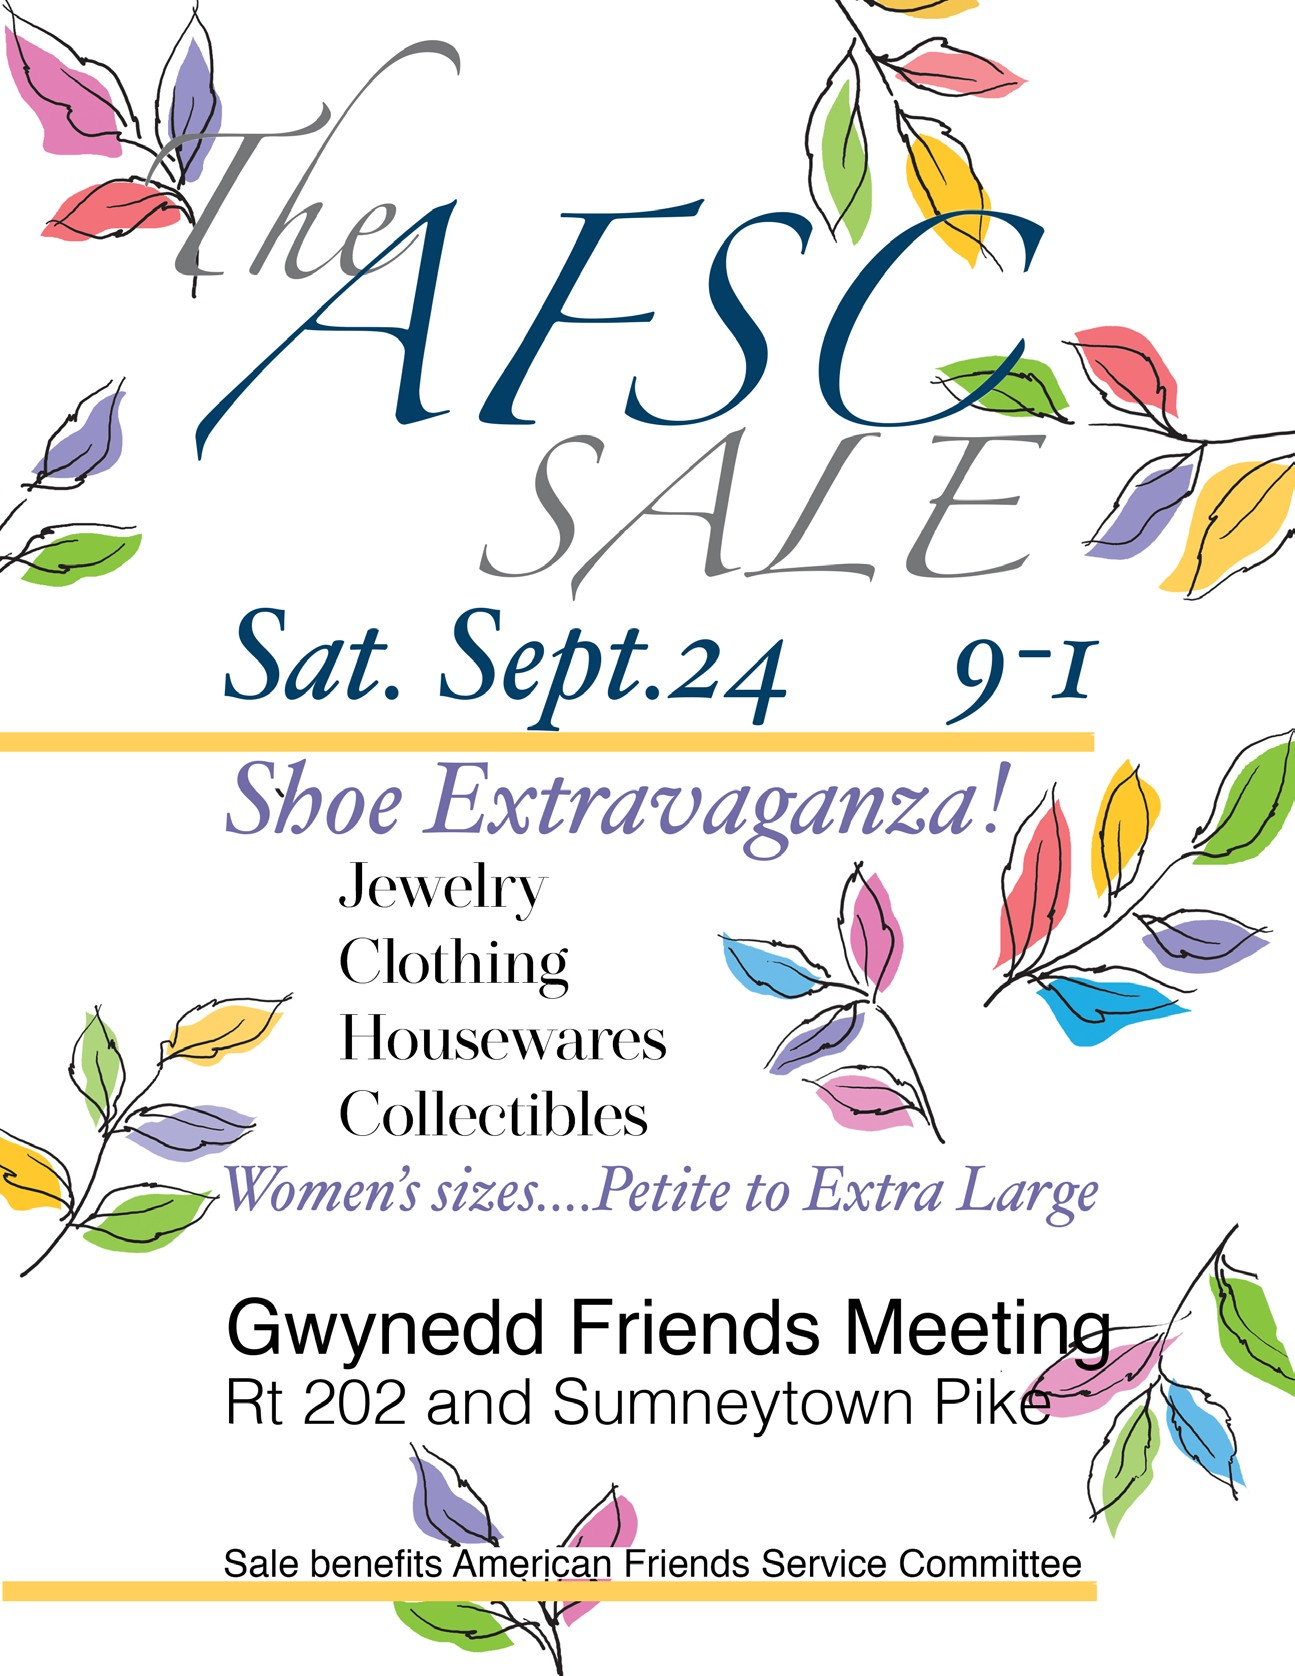 The
AFSC
SALE
Sat. Sept.24 9-1
Shoe Extravaganza!
Jewelry
Clothing
Housewares
Collectibles
Women's sizes....Petite to Extra Large
Gwynedd Friends Meeting
Rt 202 and Sumneytown Pike
Sale benefits American Friends Service Committee